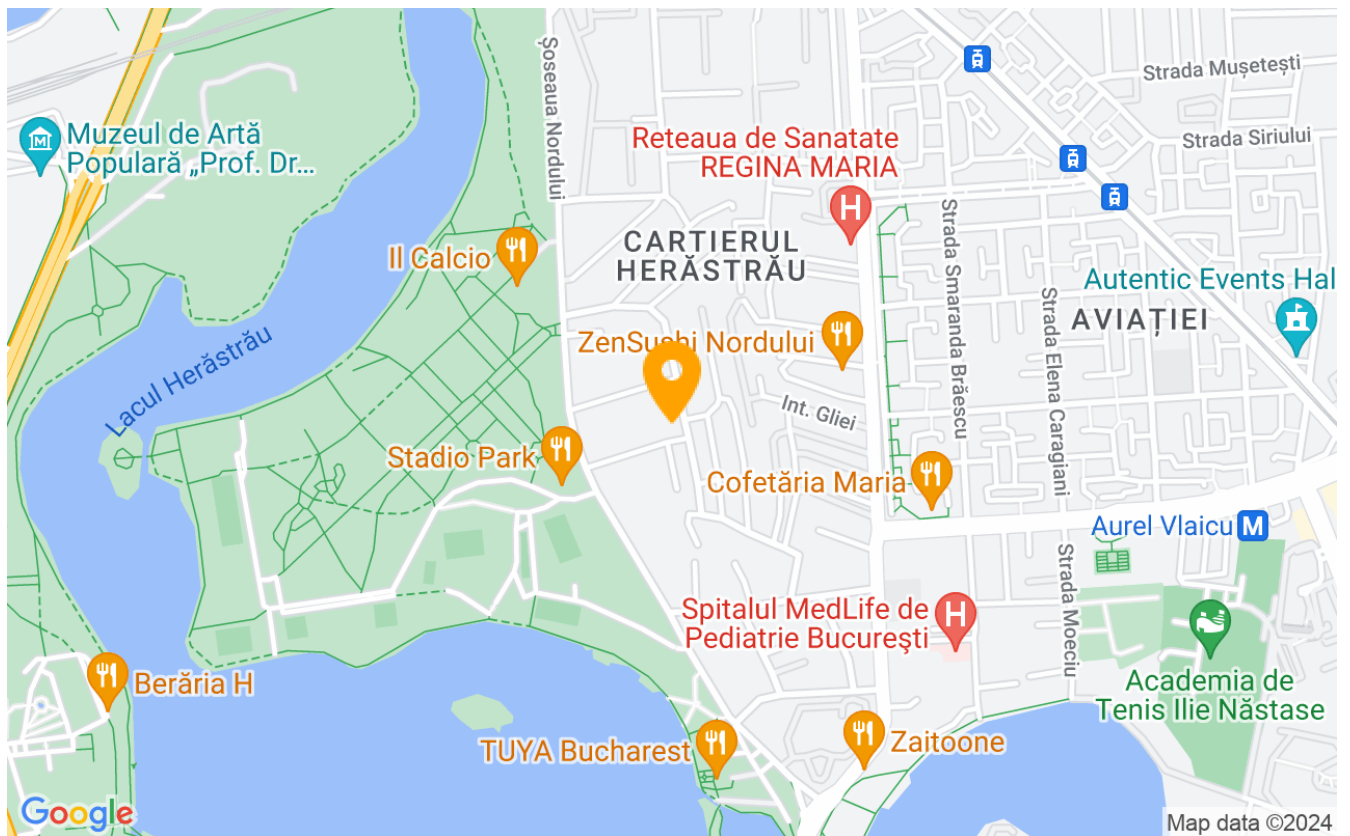 Șoseaua Nordului
Strada Mușetești
Muzeul de Artă
Populară „Prof. Dr...
Reteaua de Sanatate
REGINA MARIA
Strada Siriului
H
CARTIERUL
HERĂSTRĂU
Il Calcio
Strada Smaranda Brăescu
Autentic Events Hal
Strada Elena Caragiani
AVIAȚIEI
Lacul Herăstrău
ZenSushi Nordului
Int. Gliei
Stadio Park
Cofetăria Maria
Aurel Vlaicu M
Strada Moeciu
Spitalul MedLife de
Pediatrie Bucureşti
H
Berăria H
Academia de
Tenis Ilie Năstase
TUYA Bucharest
Zaitoone
Google
Map data ©2024